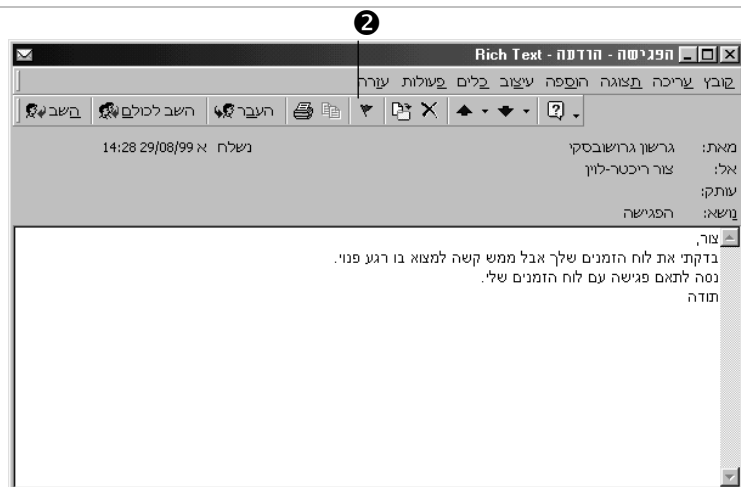 ❷
הפגישה - הודעה - Rich Text
קובץ עריכה תצוגה הוספה עיצוב כלים פעולות עזרה
השב השב לכולם העבר
מאת: גרשון גרושובסקי נשלח א 29/08/99 14:28
אל: צור ריכטר-לוין
עותק:
נושא: הפגישה
צור,
בדקתי את לוח הזמנים שלך אבל ממש קשה למצוא בו רגע פנוי.
נסה לתאם פגישה עם לוח הזמנים שלי.
תודה